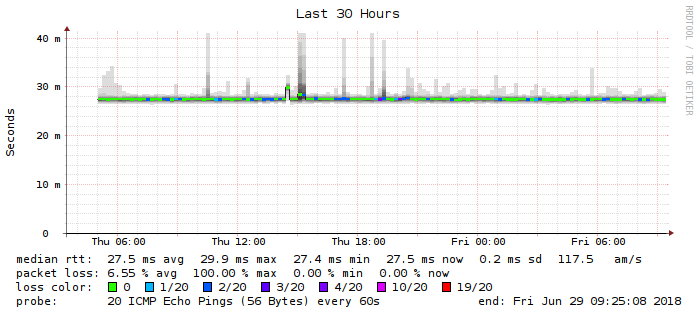 Last 30 Hours
RRDTOOL / TOBI OETIKER
Seconds
40 m
30 m
20 m
10 m
0
Thu 06:00 Thu 12:00 Thu 18:00 Fri 00:00 Fri 06:00
median rtt: 27.5 ms avg 29.9 ms max 27.4 ms min 27.5 ms now 0.2 ms sd 117.5 am/s
packet loss: 6.55 % avg 100.00 % max 0.00 % min 0.00 % now
loss color: 0 1/20 2/20 3/20 4/20 10/20 19/20
probe: 20 ICMP Echo Pings (56 Bytes) every 60s end: Fri Jun 29 09:25:08 2018